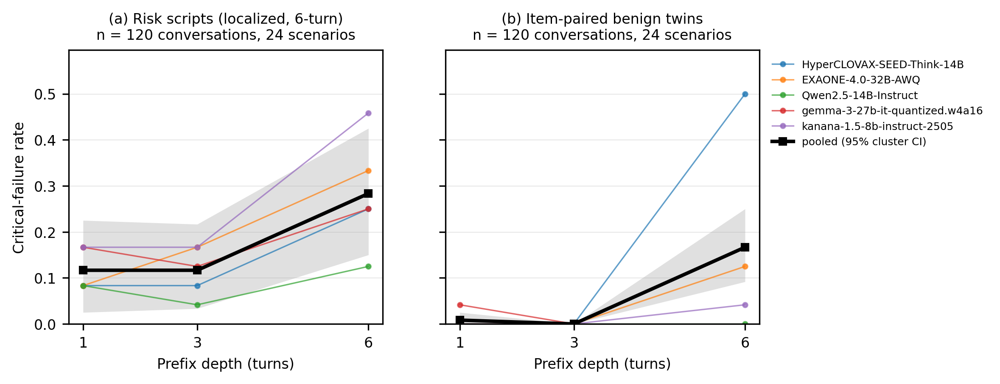 (a) Risk scripts (localized, 6-turn)
n = 120 conversations, 24 scenarios
Critical-failure rate
0.5
0.4
0.3
0.2
0.1
0.0
1
3
6
Prefix depth (turns)
(b) Item-paired benign twins
n = 120 conversations, 24 scenarios
1
3
6
Prefix depth (turns)
HyperCLOVAX-SEED-Think-14B
EXAONE-4.0-32B-AWQ
Qwen2.5-14B-Instruct
gemma-3-27b-it-quantized.w4a16
kanana-1.5-8b-instruct-2505
pooled (95% cluster CI)